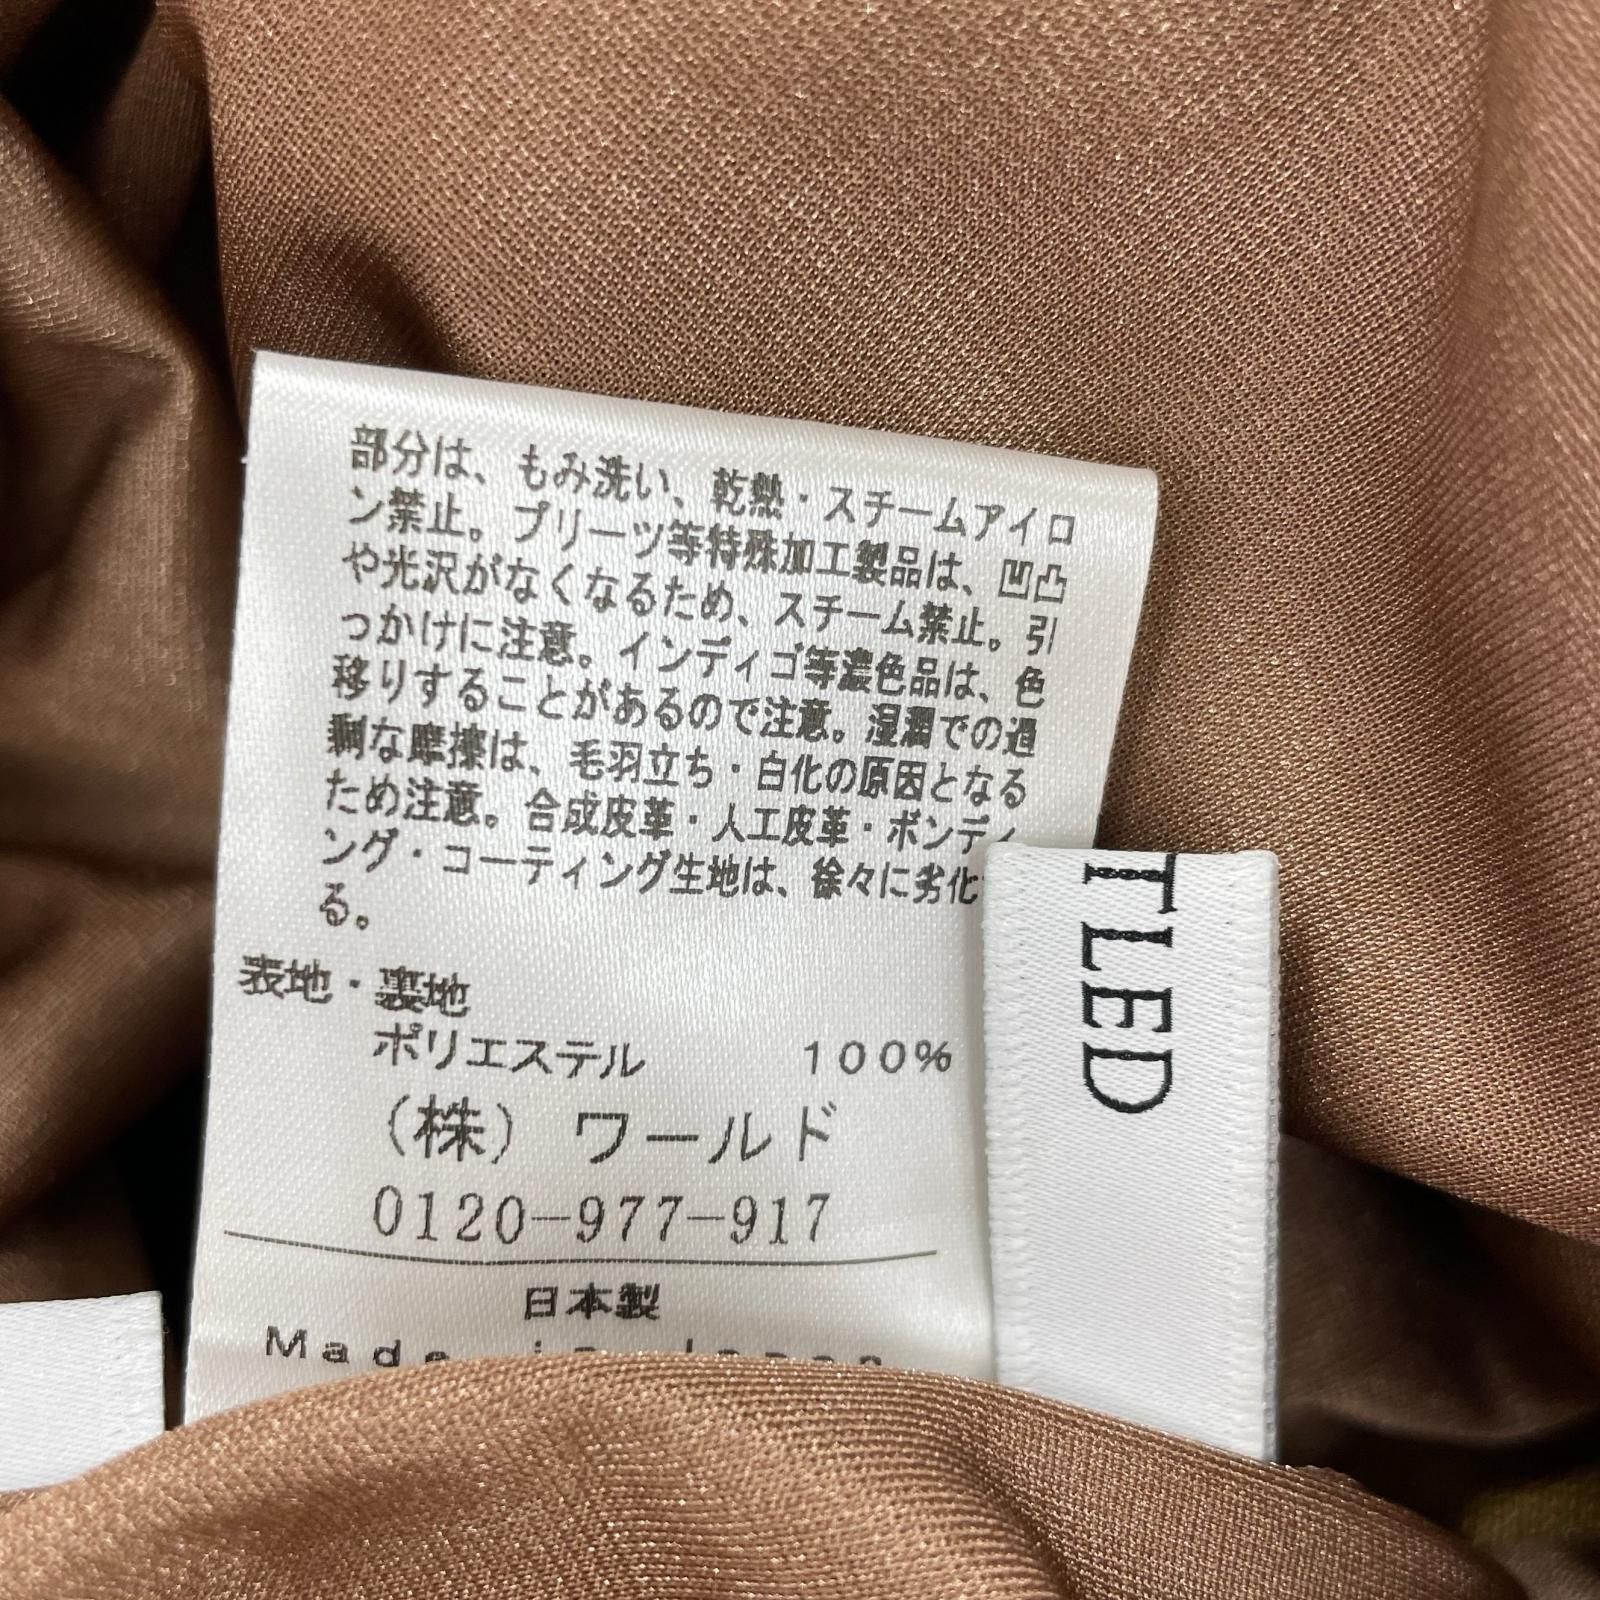 部分は、もみ洗い、乾熱・スチームアイロ
ン禁止。プリーツ等特殊加工製品は、凹凸
や光沢がなくなるため、スチーム禁止。引
っかけに注意。インディゴ等濃色品は、色
移りすることがあるので注意。湿潤での過
剰な摩擦は、毛羽立ち・白化の原因となる
ため注意。合成皮革・人工皮革・ボンディ
ング・コーティング生地は、徐々に劣化
る。
表地・裏地
ポリエステル 100%
(株) ワールド
0120-977-917
日本製
Made in Japan
TLED